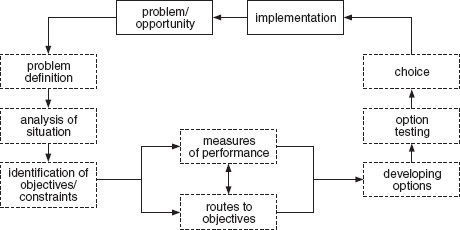 problem/
opportunity
implementation
problem
definition
choice
analysis of
situation
option
testing
measures
of performance
identification of
objectives/
constraints
developing
options
routes to
objectives